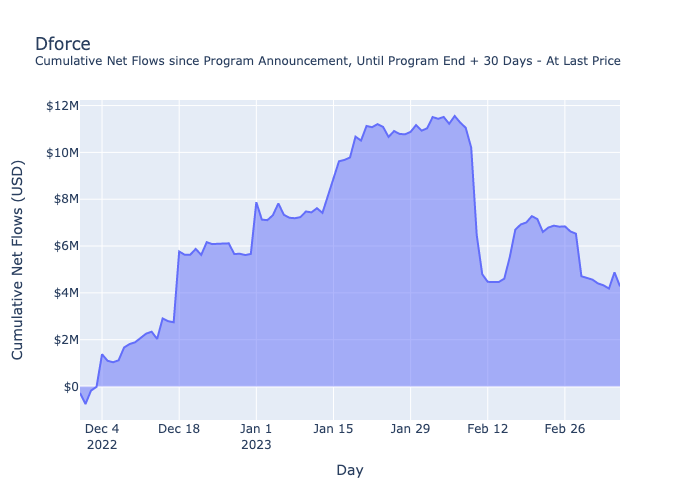 Dforce
Cumulative Net Flows since Program Announcement, Until Program End + 30 Days - At Last Price
Cumulative Net Flows (USD)
$12M
$10M
$8M
$6M
$4M
$2M
$0
Dec 4
2022
Dec 18
Jan 1
2023
Jan 15
Jan 29
Feb 12
Feb 26
Day